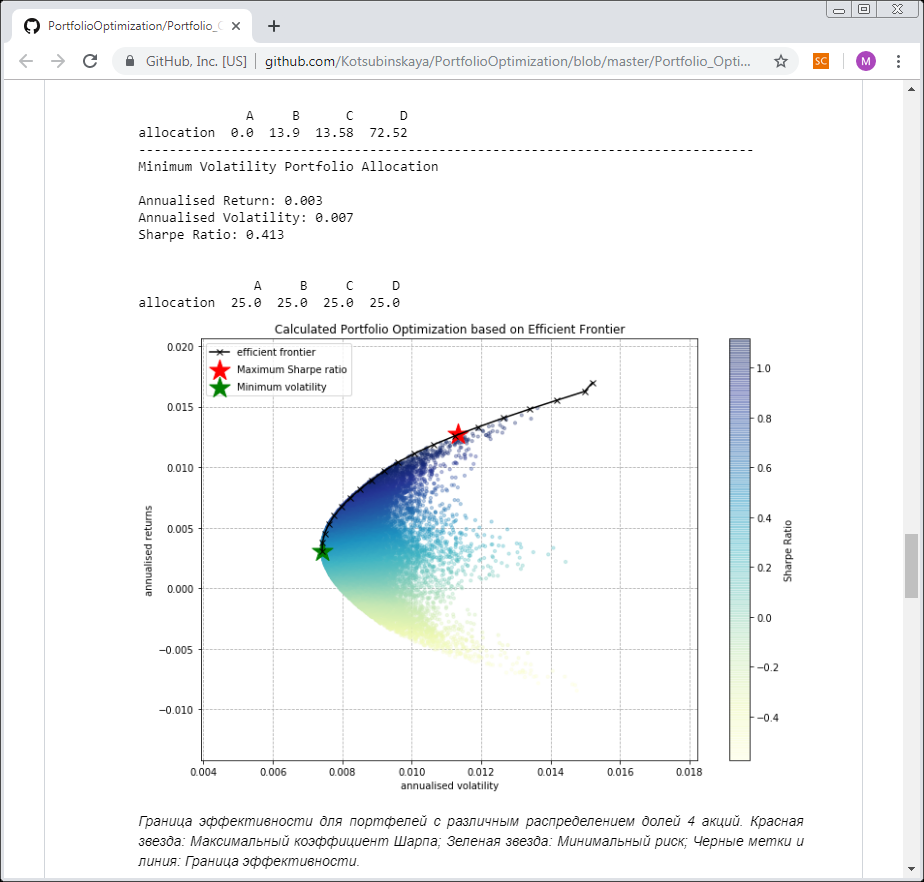 PortfolioOptimization/Portfolio_O
GitHub, Inc. [US] | github.com/Kotsubinskaya/PortfolioOptimization/blob/master/Portfolio_Opti...
SC
M
A B C D
allocation 0.0 13.9 13.58 72.52
--------------------------------------------------------------------------------
Minimum Volatility Portfolio Allocation
Annualised Return: 0.003
Annualised Volatility: 0.007
Sharpe Ratio: 0.413
A B C D
allocation 25.0 25.0 25.0 25.0
Calculated Portfolio Optimization based on Efficient Frontier
efficient frontier
Maximum Sharpe ratio
Minimum volatility
0.020
0.015
0.010
0.005
0.000
−0.005
−0.010
annualised returns
0.004 0.006 0.008 0.010 0.012 0.014 0.016 0.018
annualised volatility
1.0
0.8
0.6
0.4
0.2
0.0
−0.2
−0.4
Sharpe Ratio
Граница эффективности для портфелей с различным распределением долей 4 акций. Красная
звезда: Максимальный коэффициент Шарпа; Зеленая звезда: Минимальный риск; Черные метки и
линия: Граница эффективности.